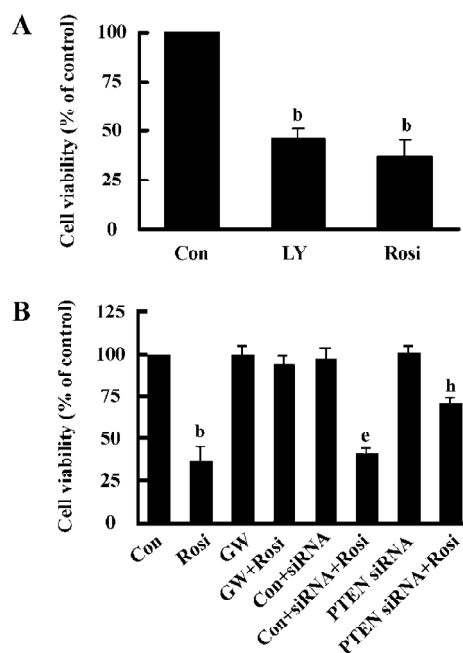 A
Cell viability (% of control)
100
75
50
25
0
b
b
Con LY Rosi
B
Cell viability (% of control)
125
100
75
50
25
0
b
e
h
Con
Rosi
GW
GW+Rosi
Con+siRNA
Con+siRNA+Rosi
PTEN siRNA
PTEN siRNA+Rosi